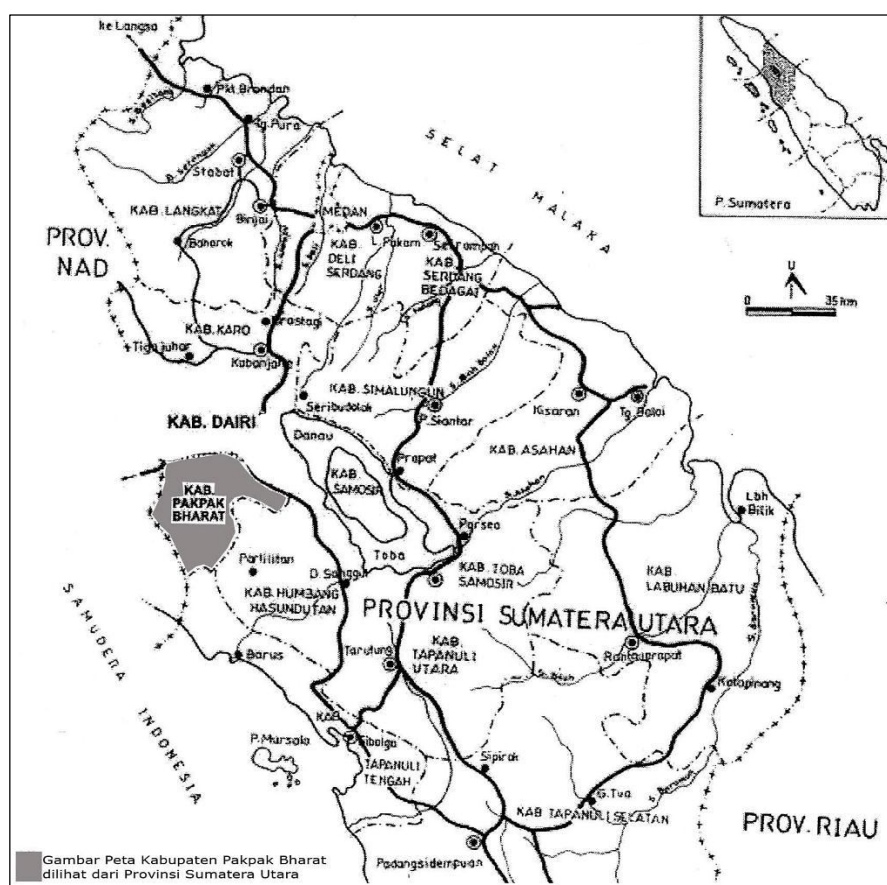 ke Langsa
Pkt. Brandan
Tg. Pura
Stabat
KAB. LANGKAT
Binjai
MEDAN
Baharok
PROV.
NAD
KAB.
DELI
SERDANG
L. Pakam
KAB.
SERDANG
BEDAGAI
SELAT MALAKA
P. Sumatera
U
0 35 km
KAB. KARO
Brastagi
Tiga Juhar
Kabanjahe
KAB. SIMALUNGUN
Seribudolok
P. Siantar
Kisaran
Tg. Balai
KAB. DAIRI
Danau
Prapat
KAB. ASAHAN
S. Asahan
KAB.
SAMOSIR
KAB.
PAKPAK
BHARAT
Lbh
Bilik
Parlilitan
Toba
Porsea
KAB. TOBA
SAMOSIR
KAB.
LABUHAN BATU
D. Sanggul
KAB. HUMBANG
HASUNDUTAN
PROVINSI SUMATERA UTARA
SAMUDERA
INDONESIA
Barus
Tarutung
KAB.
TAPANULI
UTARA
Rantauprapat
Kotapinang
KAB.
Sibolga
P. Mursala
TAPANULI
TENGAH
Sipirok
G. Tua
KAB TAPANULI SELATAN
PROV. RIAU
Padangsidempuan
Gambar Peta Kabupaten Pakpak Bharat
dilihat dari Provinsi Sumatera Utara